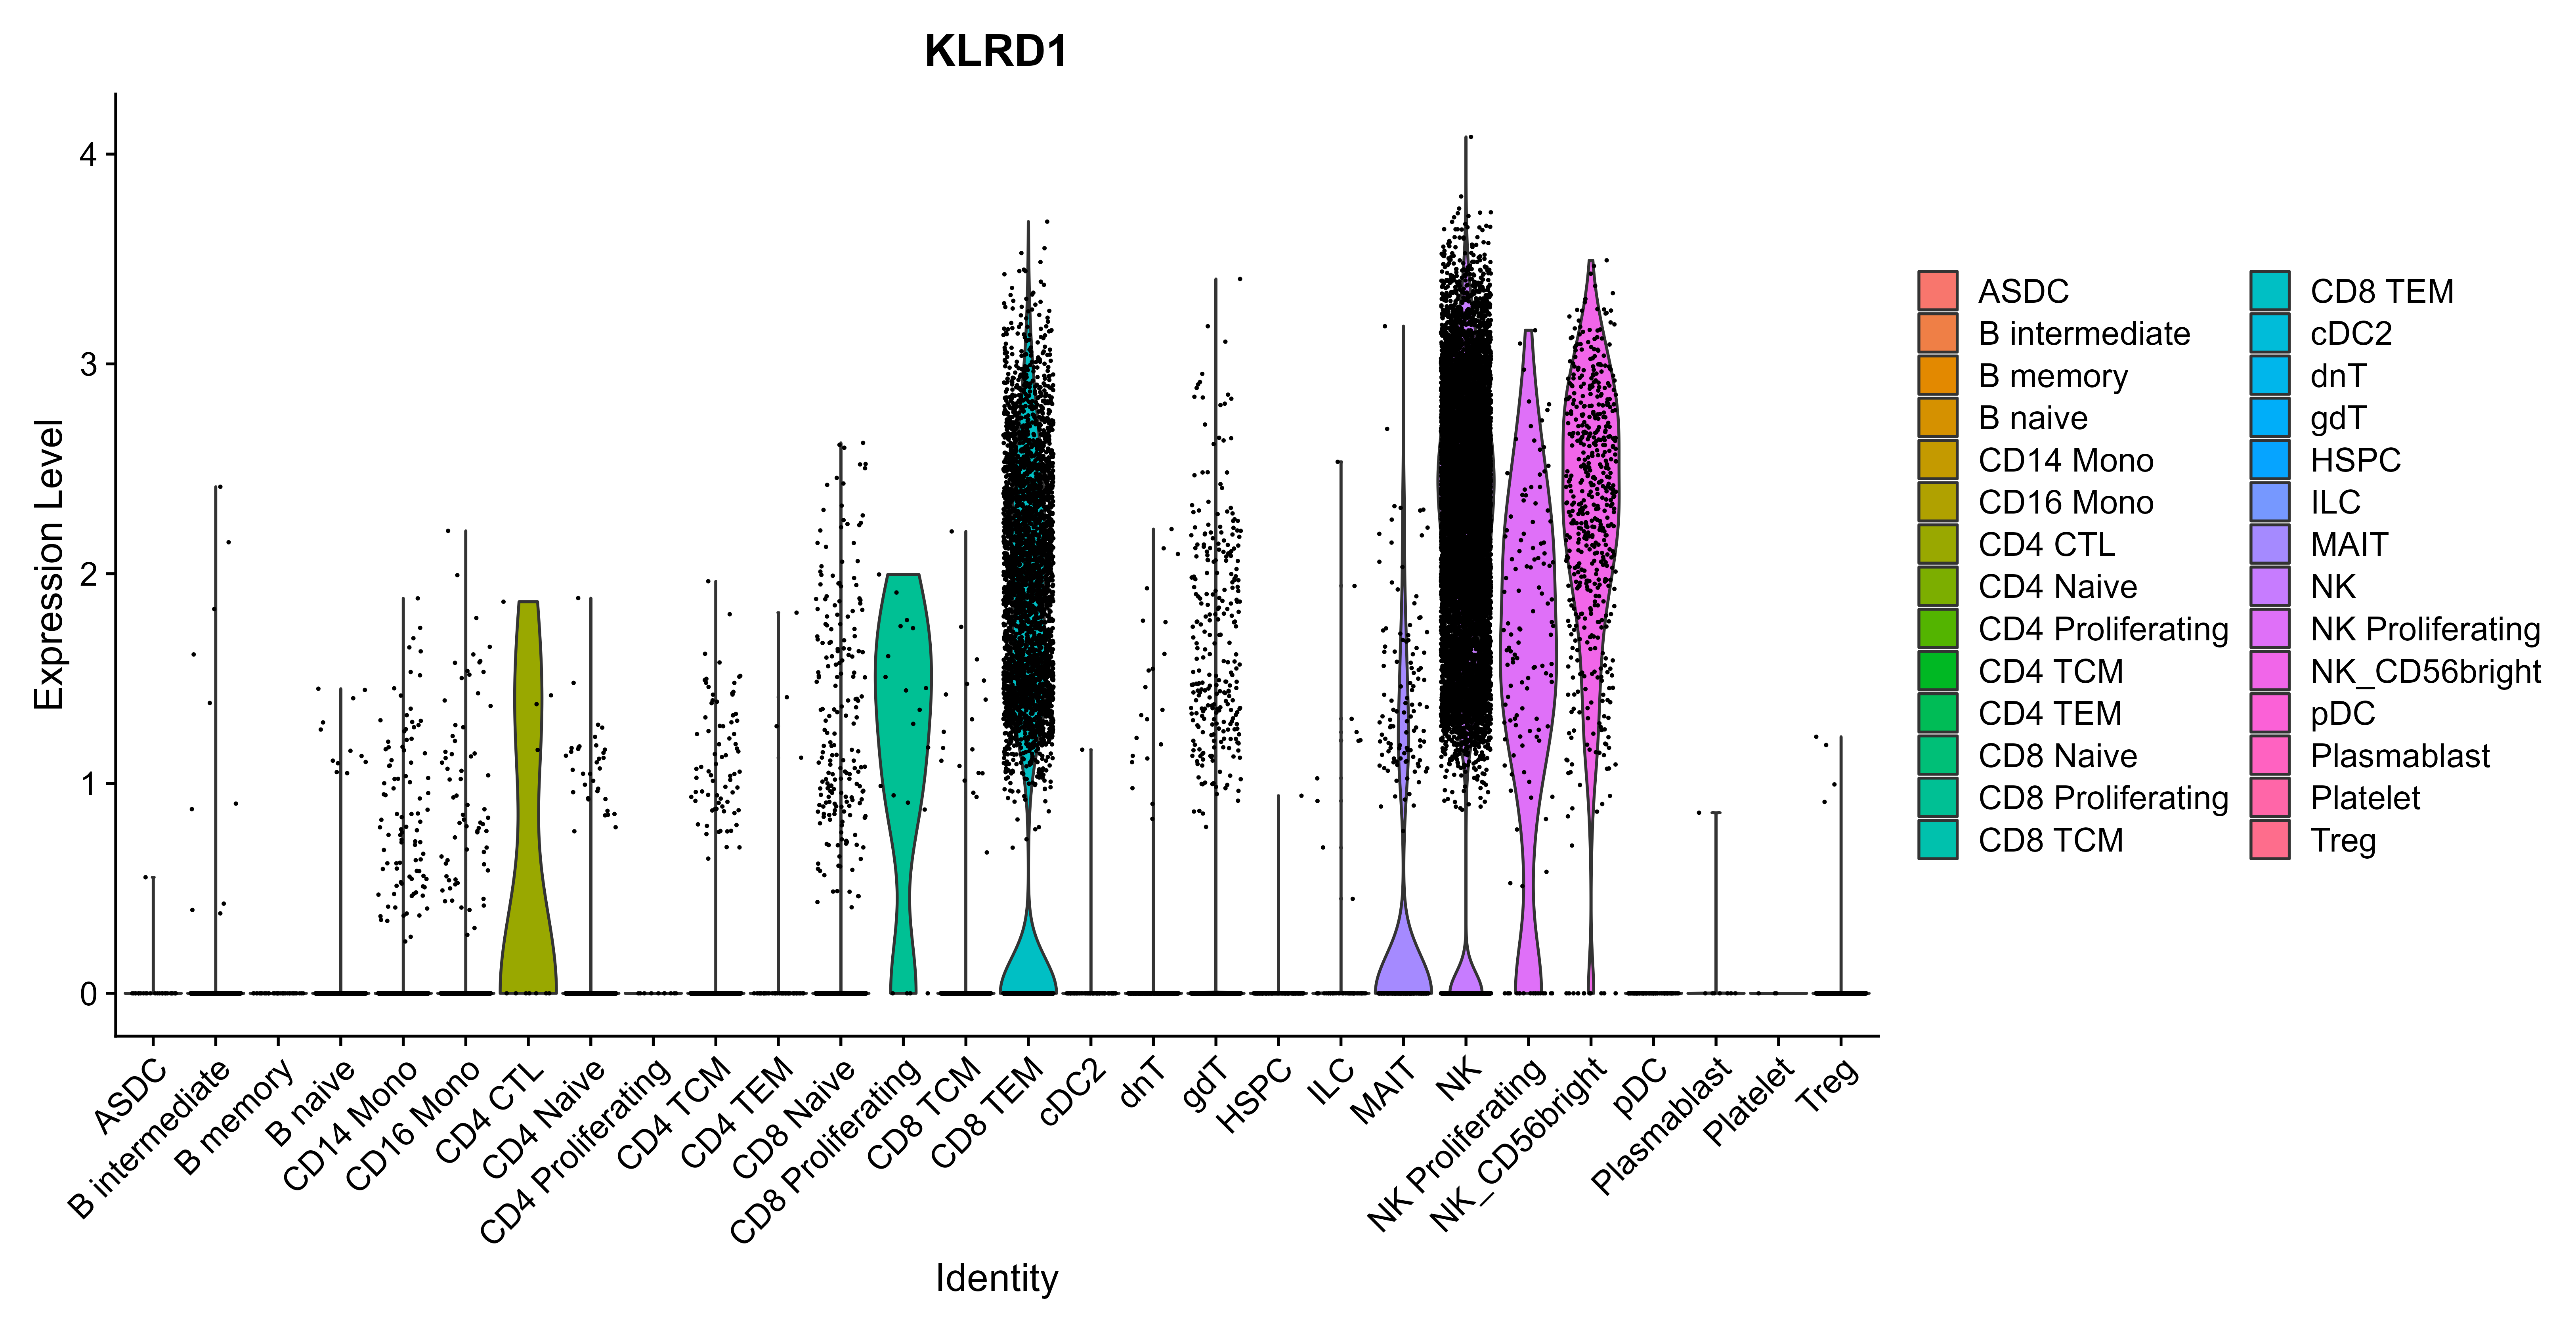 KLRD1
Expression Level
4
3
2
1
0
ASDC
B intermediate
B memory
B naive
CD14 Mono
CD16 Mono
CD4 CTL
CD4 Naive
CD4 Proliferating
CD4 TCM
CD4 TEM
CD8 Naive
CD8 Proliferating
CD8 TCM
CD8 TEM
cDC2
dnT
gdT
HSPC
ILC
MAIT
NK
NK Proliferating
NK_CD56bright
pDC
Plasmablast
Platelet
Treg
Identity
ASDC
B intermediate
B memory
B naive
CD14 Mono
CD16 Mono
CD4 CTL
CD4 Naive
CD4 Proliferating
CD4 TCM
CD4 TEM
CD8 Naive
CD8 Proliferating
CD8 TCM
CD8 TEM
cDC2
dnT
gdT
HSPC
ILC
MAIT
NK
NK Proliferating
NK_CD56bright
pDC
Plasmablast
Platelet
Treg